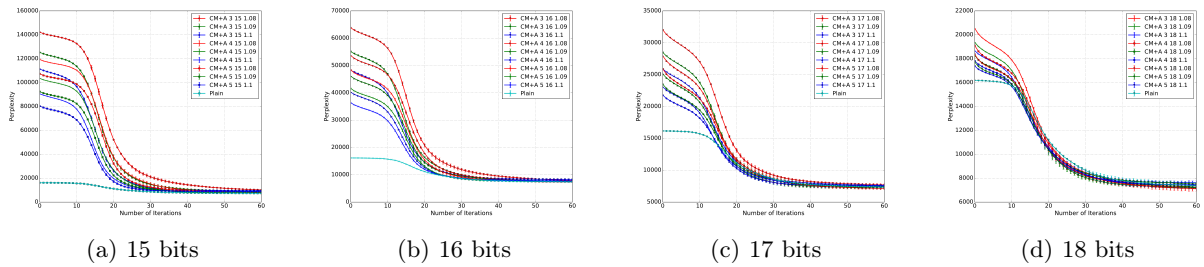 160000
140000
120000
100000
80000
60000
40000
20000
0
Perplexity
0 10 20 30 40 50 60
Number of Iterations
CM+A 3 15 1.08
CM+A 3 15 1.09
CM+A 3 15 1.1
CM+A 4 15 1.08
CM+A 4 15 1.09
CM+A 4 15 1.1
CM+A 5 15 1.08
CM+A 5 15 1.09
CM+A 5 15 1.1
Plain
(a) 15 bits
70000
60000
50000
40000
30000
20000
10000
0
Perplexity
0 10 20 30 40 50 60
Number of Iterations
CM+A 3 16 1.08
CM+A 3 16 1.09
CM+A 3 16 1.1
CM+A 4 16 1.08
CM+A 4 16 1.09
CM+A 4 16 1.1
CM+A 5 16 1.08
CM+A 5 16 1.09
CM+A 5 16 1.1
Plain
(b) 16 bits
35000
30000
25000
20000
15000
10000
5000
Perplexity
0 10 20 30 40 50 60
Number of Iterations
CM+A 3 17 1.08
CM+A 3 17 1.09
CM+A 3 17 1.1
CM+A 4 17 1.08
CM+A 4 17 1.09
CM+A 4 17 1.1
CM+A 5 17 1.08
CM+A 5 17 1.09
CM+A 5 17 1.1
Plain
(c) 17 bits
22000
20000
18000
16000
14000
12000
10000
8000
6000
Perplexity
0 10 20 30 40 50 60
Number of Iterations
CM+A 3 18 1.08
CM+A 3 18 1.09
CM+A 3 18 1.1
CM+A 4 18 1.08
CM+A 4 18 1.09
CM+A 4 18 1.1
CM+A 5 18 1.08
CM+A 5 18 1.09
CM+A 5 18 1.1
Plain
(d) 18 bits